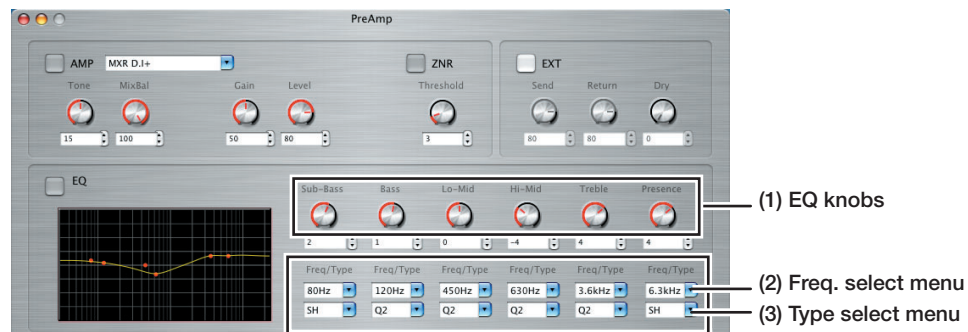 PreAmp
AMP MXR D.I+ ZNR EXT
Tone MixBal Gain Level Threshold Send Return Dry
15 100 50 80 3 80 80 0
EQ
Sub-Bass Bass Lo-Mid Hi-Mid Treble Presence
(1) EQ knobs
2 1 0 -4 4 4
Freq/Type Freq/Type Freq/Type Freq/Type Freq/Type Freq/Type
80Hz 120Hz 450Hz 630Hz 3.6kHz 6.3kHz
(2) Freq. select menu
SH Q2 Q2 Q2 Q2 SH
(3) Type select menu